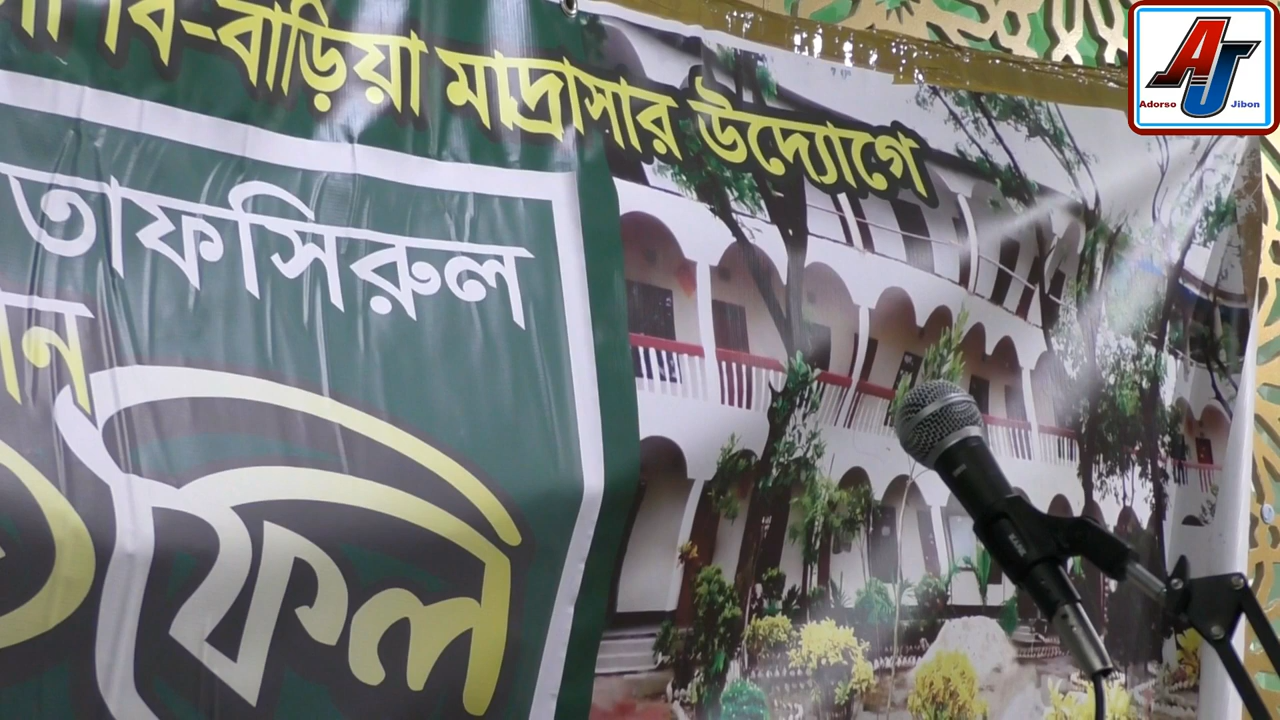 বি-বাড়িয়া মাদ্রাসার উদ্যোগে
তাফসিরুল
ফিল
AJ
Adorso Jibon